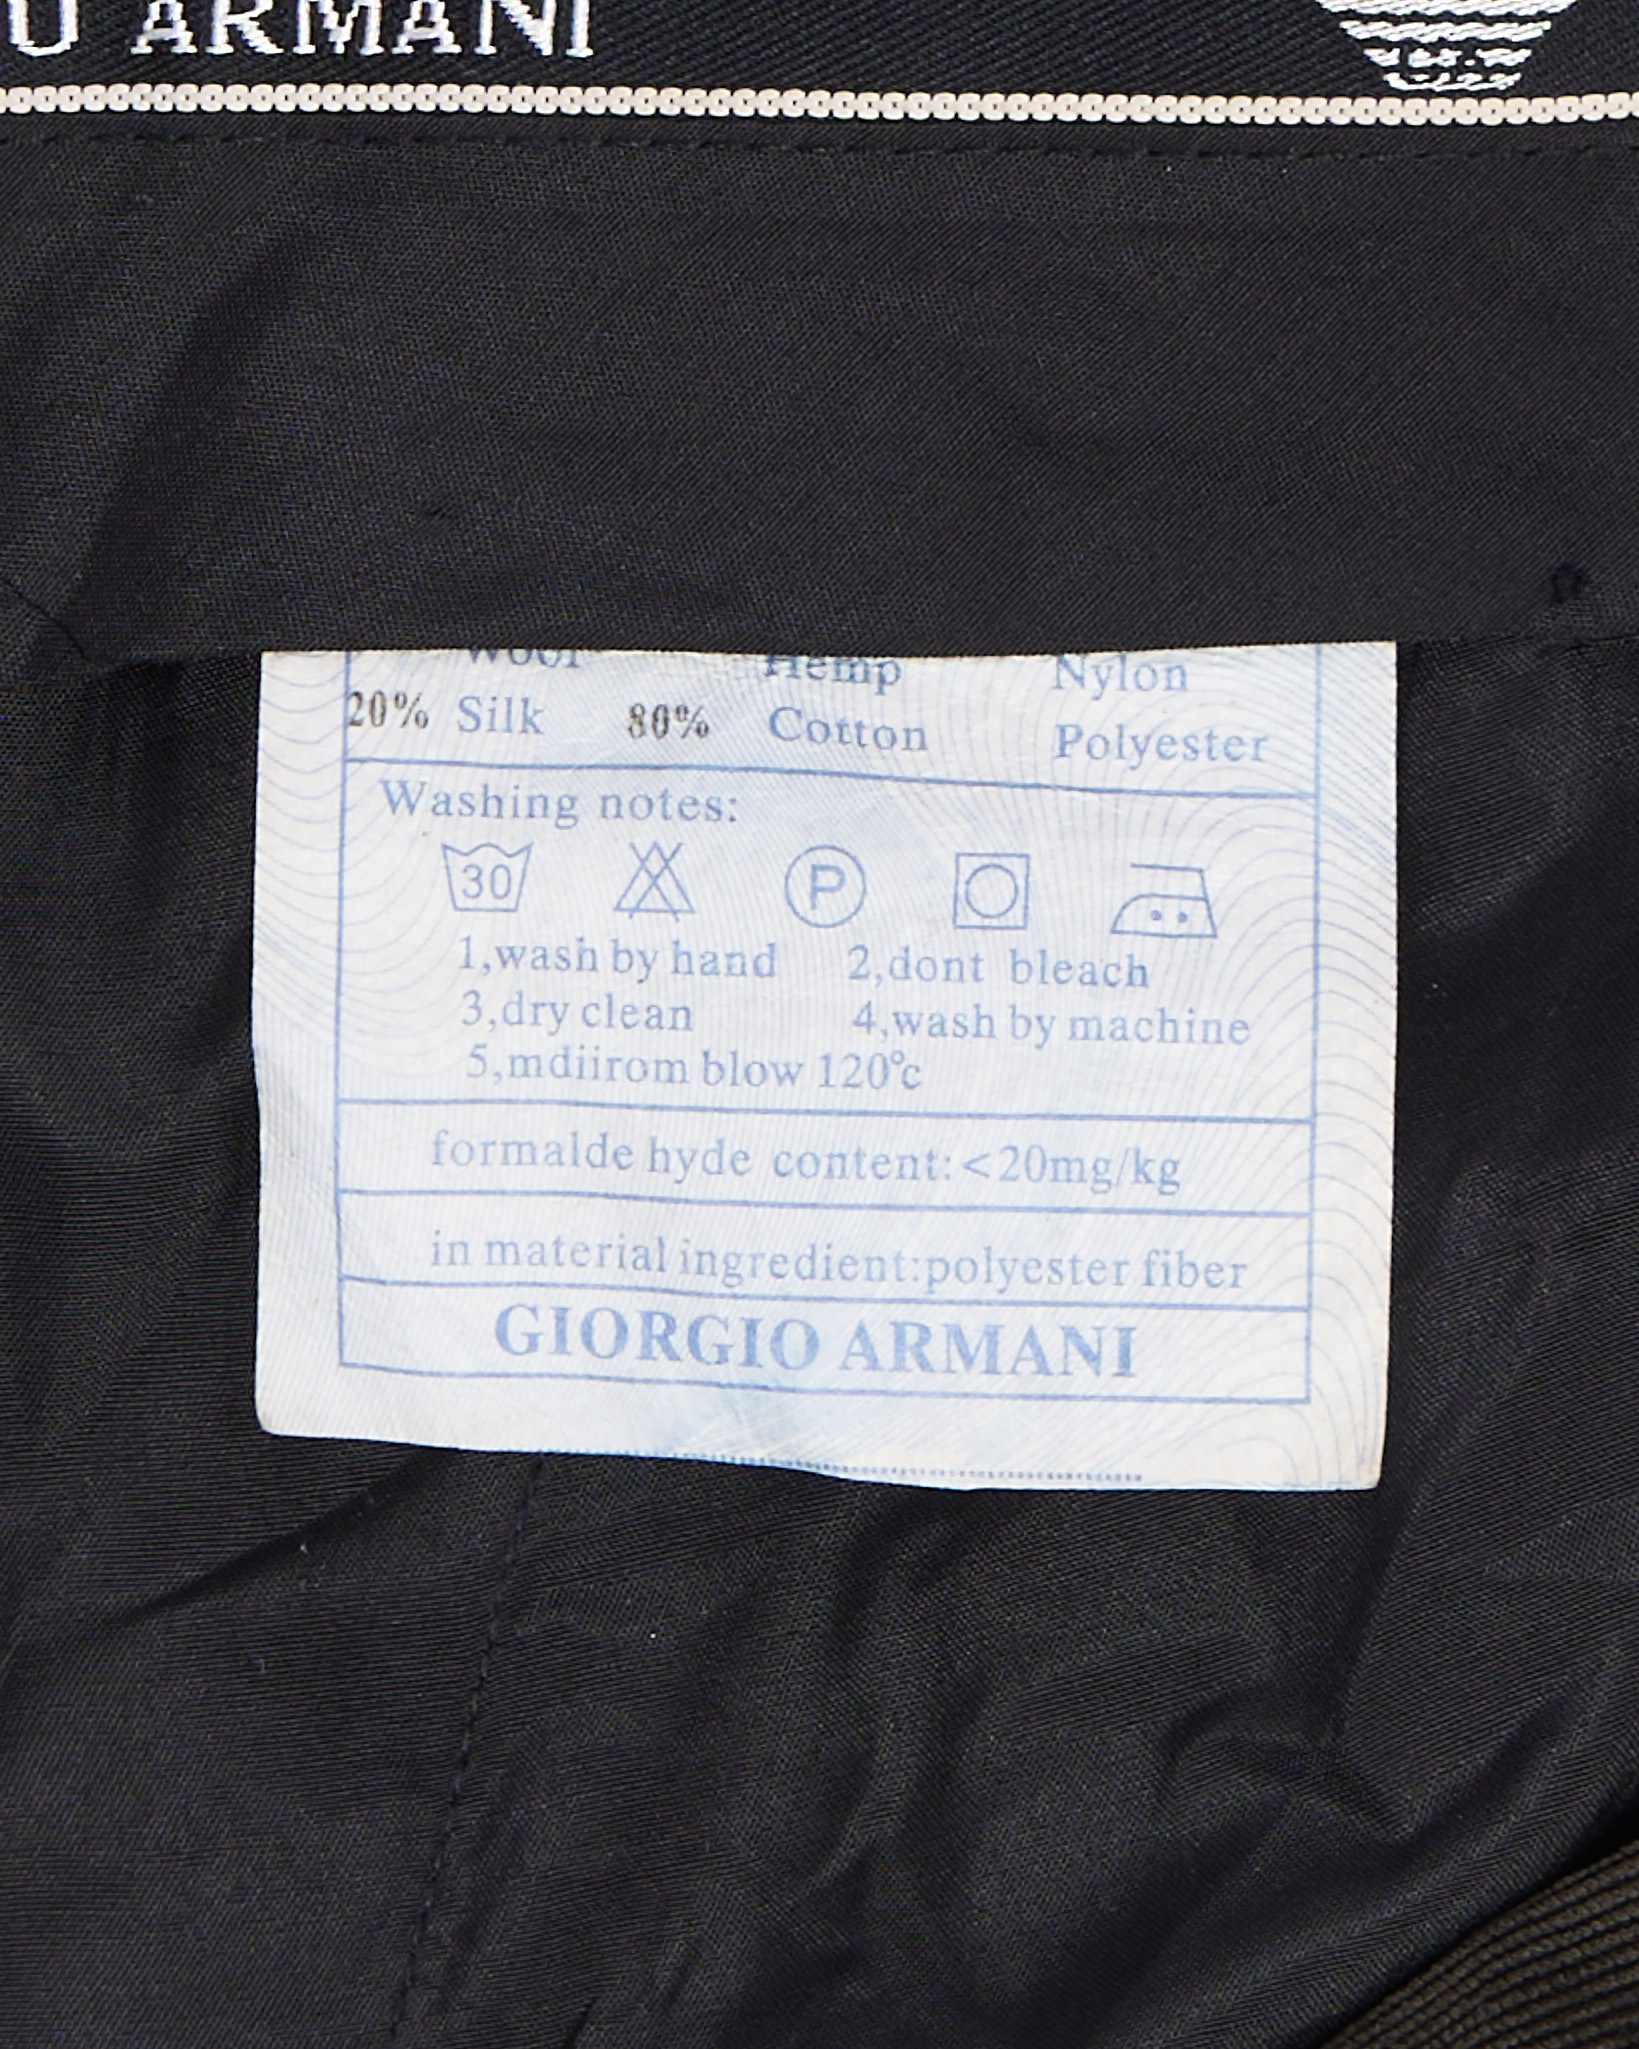 ARMANI
Wool Hemp Nylon
20% Silk 80% Cotton Polyester
Washing notes:
30 P
1,wash by hand 2,dont bleach
3,dry clean 4,wash by machine
5,mdiirom blow 120°c
formalde hyde content:<20mg/kg
in material ingredient:polyester fiber
GIORGIO ARMANI